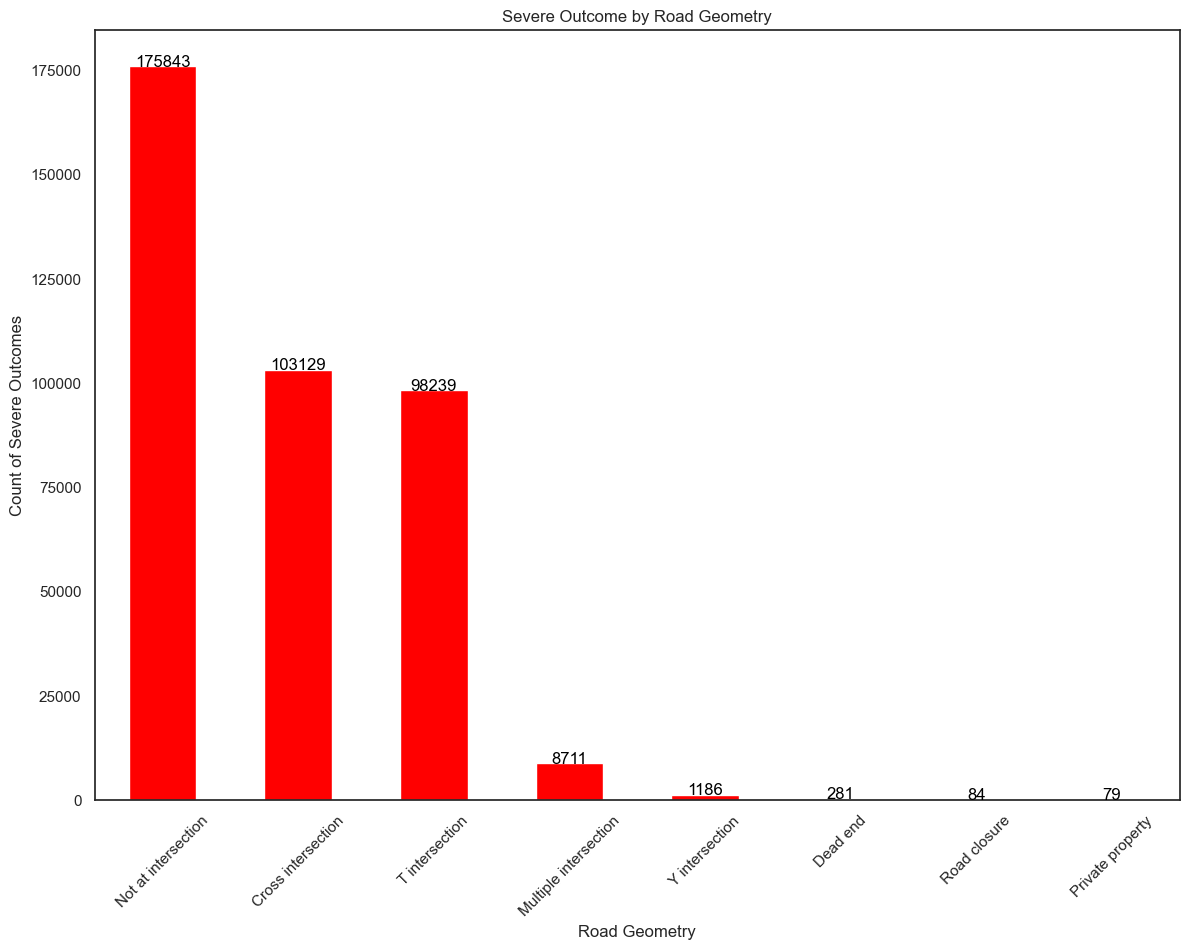 Severe Outcome by Road Geometry
Count of Severe Outcomes
175000
150000
125000
100000
75000
50000
25000
0
175843
103129
98239
8711
1186
281
84
79
Not at intersection
Cross intersection
T intersection
Multiple intersection
Y intersection
Dead end
Road closure
Private property
Road Geometry